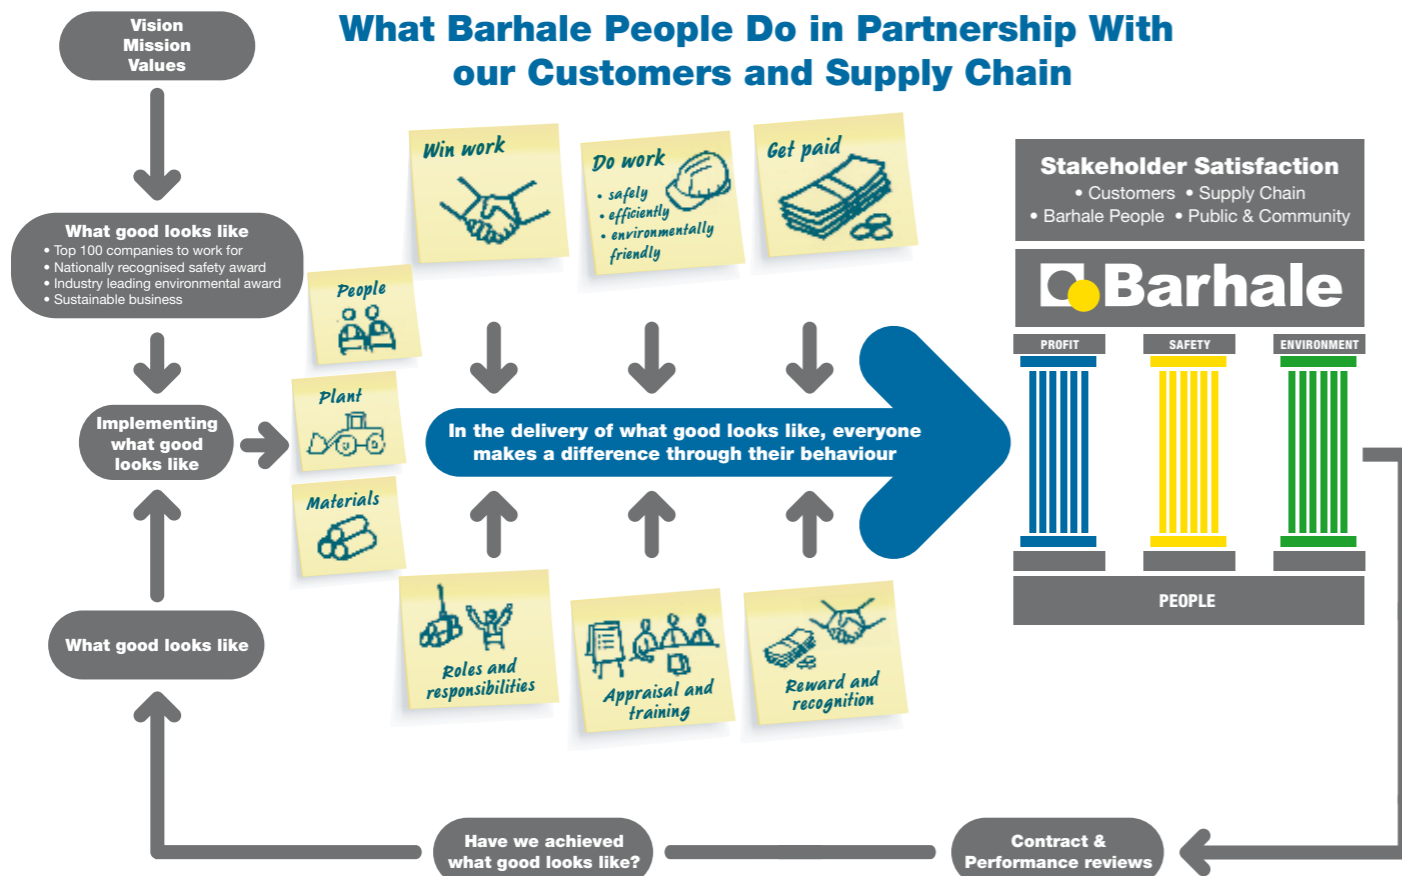 What Barhale People Do in Partnership With
our Customers and Supply Chain
Vision
Mission
Values
What good looks like
• Top 100 companies to work for
• Nationally recognised safety award
• Industry leading environmental award
• Sustainable business
Implementing
what good
looks like
What good looks like
People
Plant
Materials
Win work
Do work
• safely
• efficiently
• environmentally
friendly
Get paid
In the delivery of what good looks like, everyone
makes a difference through their behaviour
Roles and
responsibilities
Appraisal and
training
Reward and
recognition
Stakeholder Satisfaction
• Customers • Supply Chain
• Barhale People • Public & Community
Barhale
PROFIT
SAFETY
ENVIRONMENT
PEOPLE
Contract &
Performance reviews
Have we achieved
what good looks like?